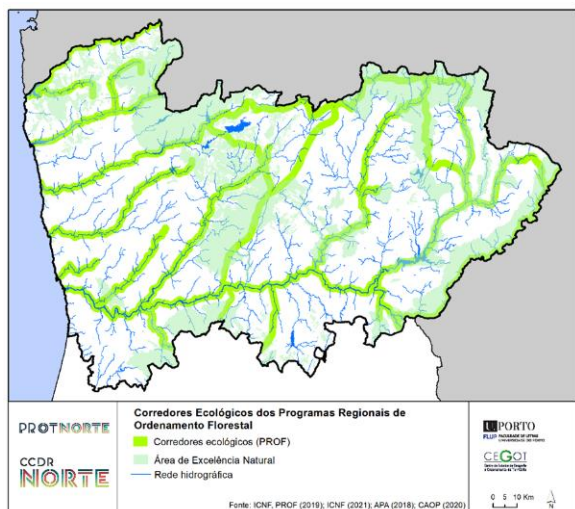 PROTNORTE
CCDR
NORTE
Corredores Ecológicos dos Programas Regionais de
Ordenamento Florestal
Corredores ecológicos (PROF)
Área de Excelência Natural
Rede hidrográfica
Fonte: ICNF, PROF (2019); ICNF (2021); APA (2018); CAOP (2020)
U.PORTO
FLUP FACULDADE DE LETRAS
UNIVERSIDADE DO PORTO
CEGOT
0 5 10 Km
N